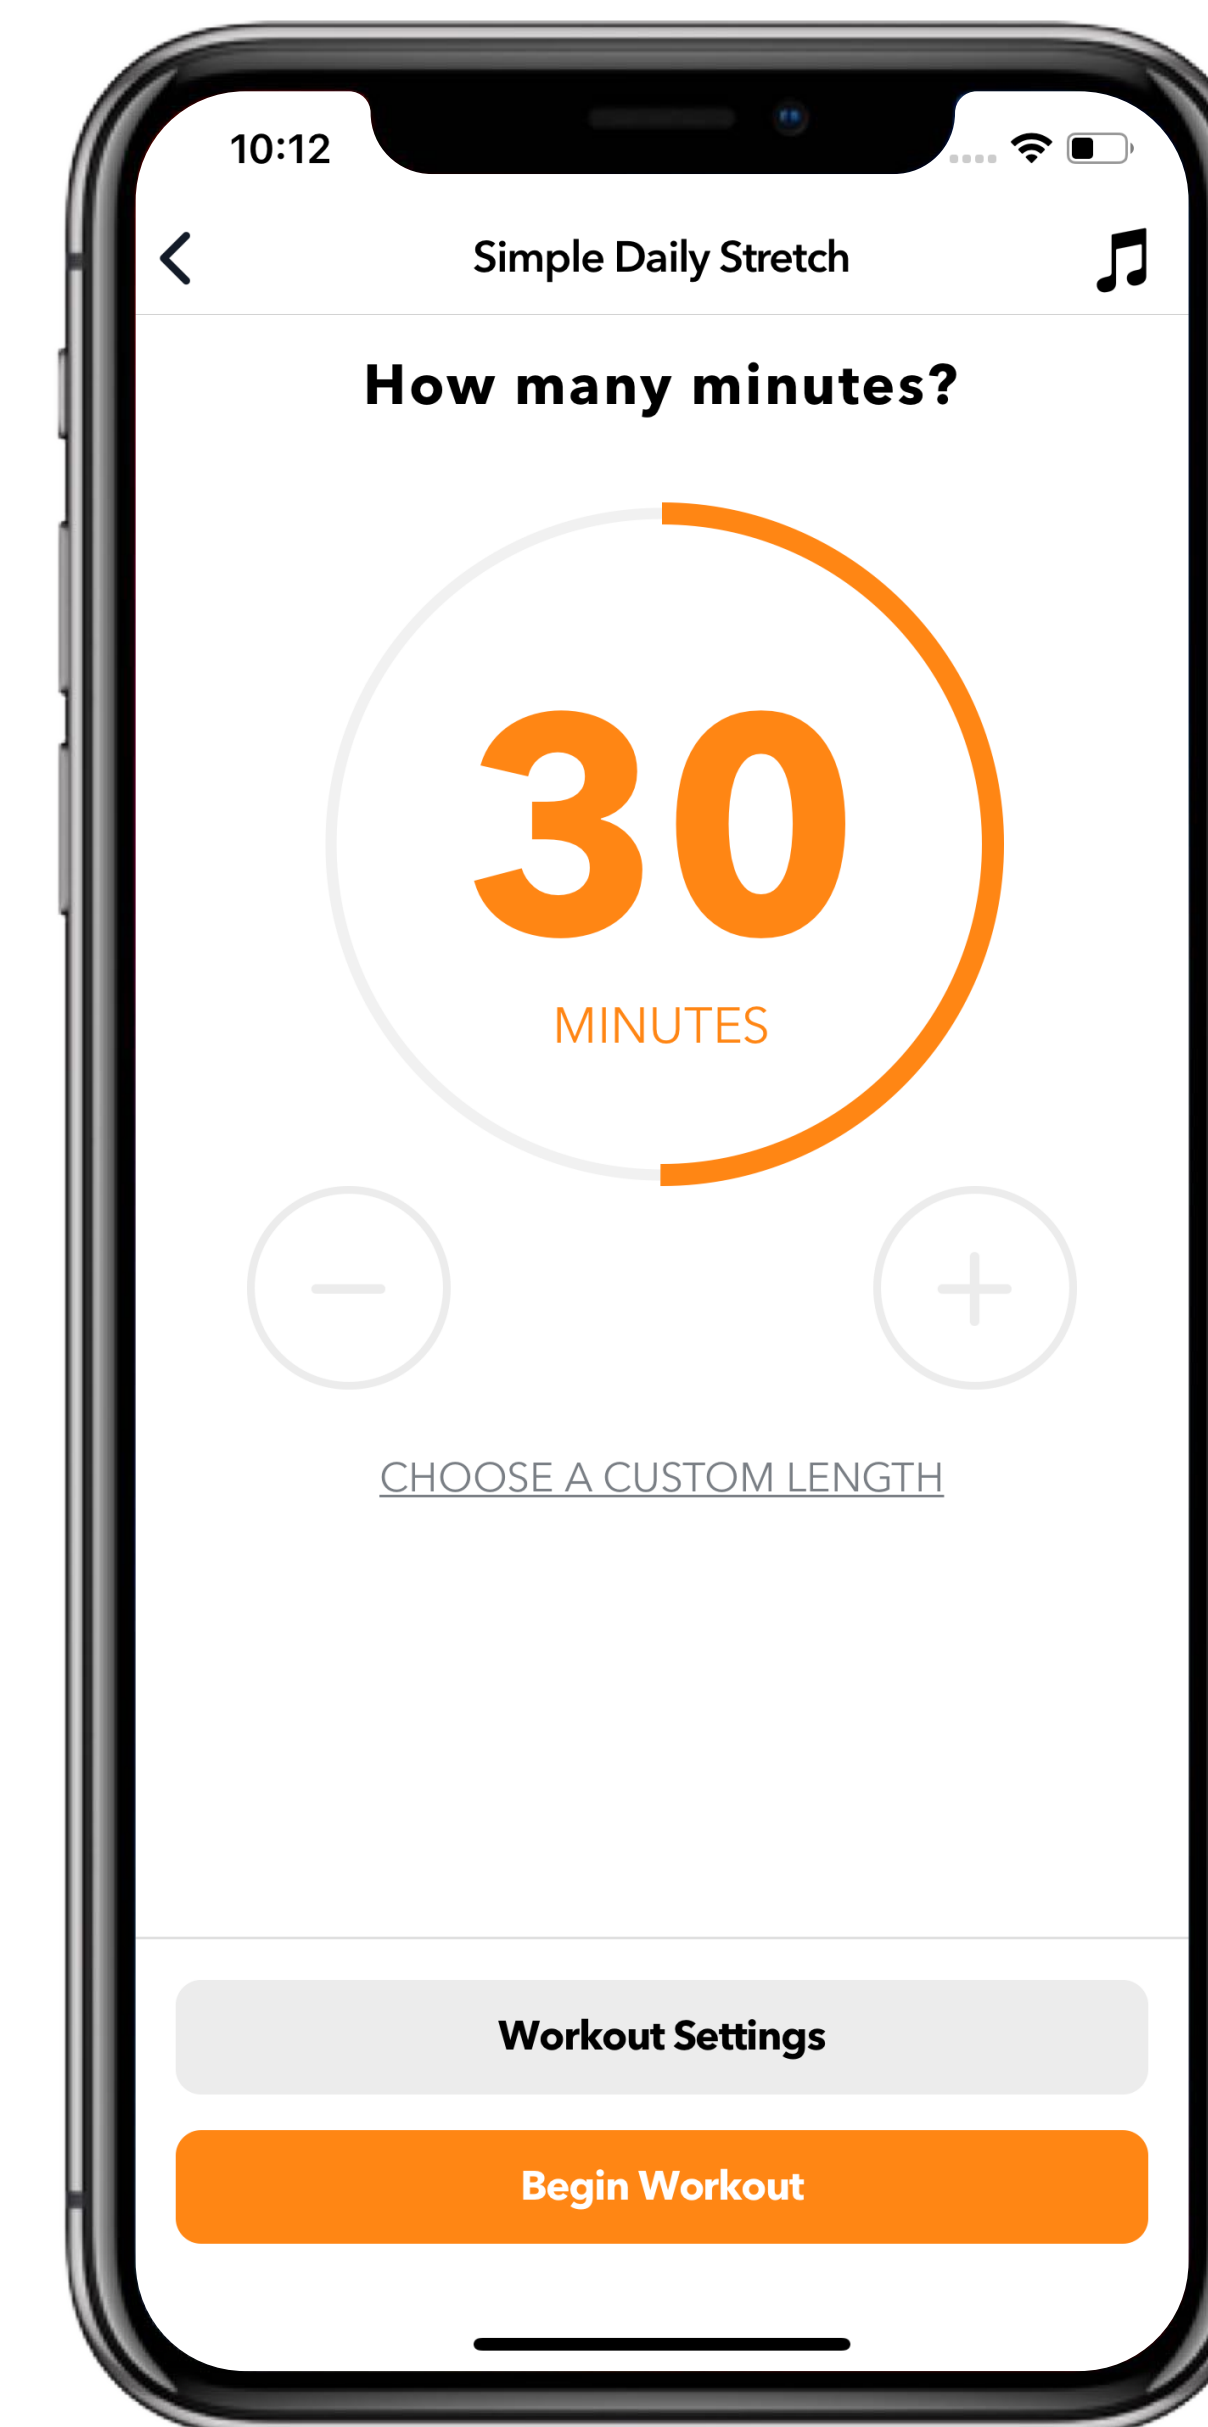 10:12
Simple Daily Stretch
How many minutes?
30
MINUTES
CHOOSE A CUSTOM LENGTH
Workout Settings
Begin Workout